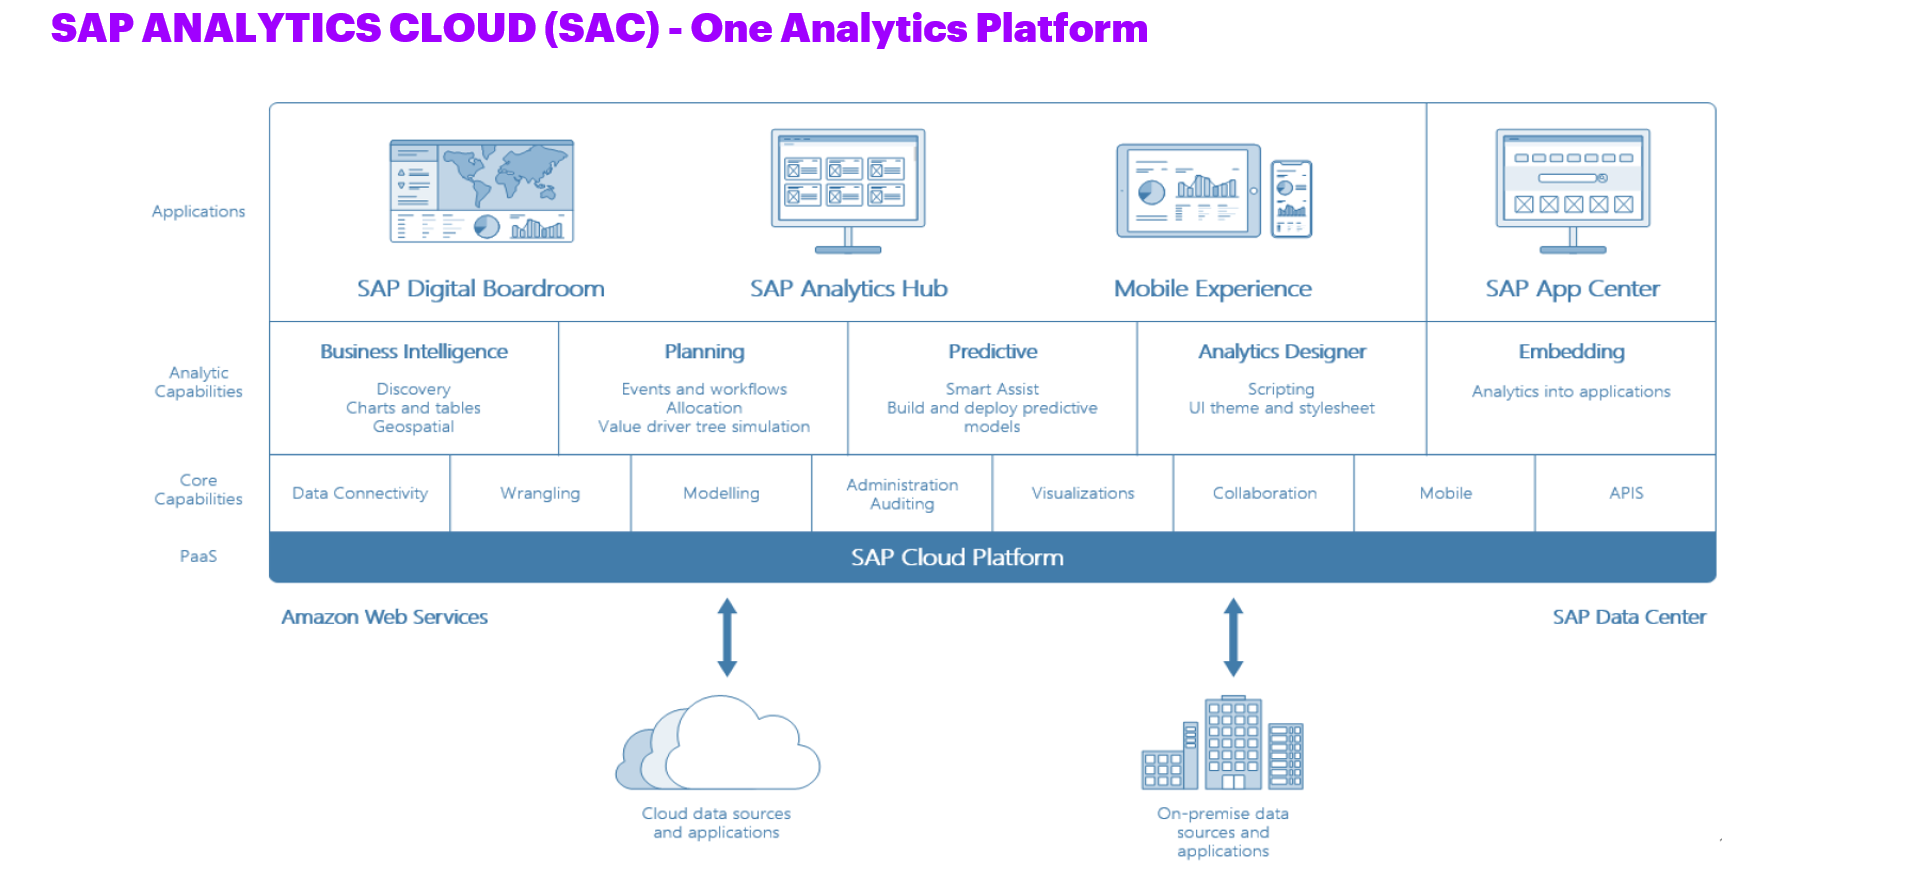 SAP ANALYTICS CLOUD (SAC) - One Analytics Platform
Applications
SAP Digital Boardroom
SAP Analytics Hub
Mobile Experience
SAP App Center
Analytic
Capabilities
Business Intelligence
Discovery
Charts and tables
Geospatial
Planning
Events and workflows
Allocation
Value driver tree simulation
Predictive
Smart Assist
Build and deploy predictive
models
Analytics Designer
Scripting
UI theme and stylesheet
Embedding
Analytics into applications
Core
Capabilities
Data Connectivity
Wrangling
Modelling
Administration
Auditing
Visualizations
Collaboration
Mobile
APIS
PaaS
SAP Cloud Platform
Amazon Web Services
SAP Data Center
Cloud data sources
and applications
On-premise data
sources and
applications